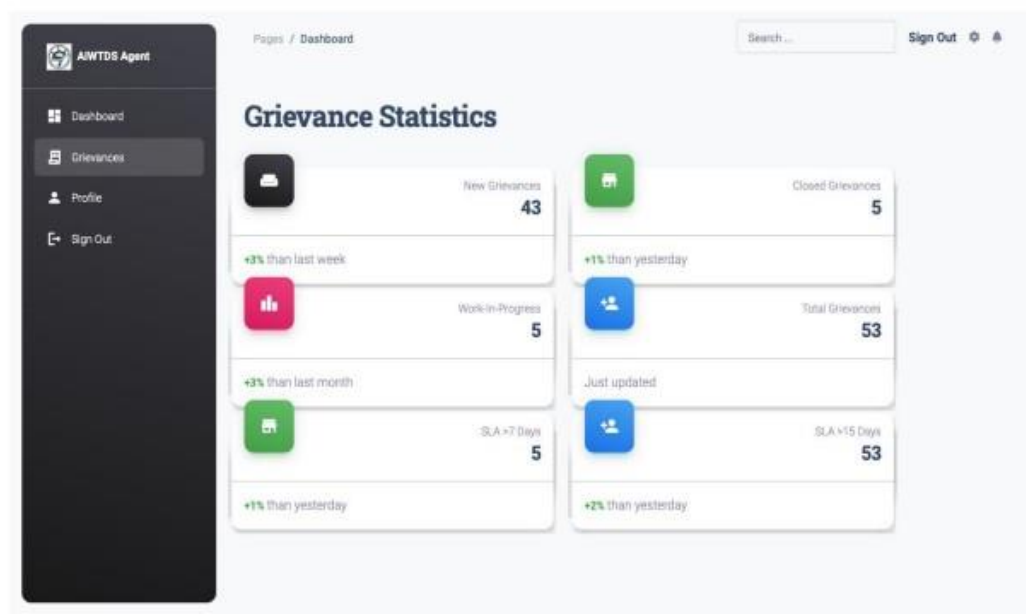 AIWTDS Agent
Dashboard
Grievances
Profile
Sign Out
Pages / Dashboard
Search ...
Sign Out
Grievance Statistics
New Grievances
43
+3% than last week
Closed Grievances
5
+1% than yesterday
Work-In-Progress
5
+3% than last month
Total Grievances
53
Just updated
SLA >7 Days
5
+1% than yesterday
SLA >15 Days
53
+2% than yesterday